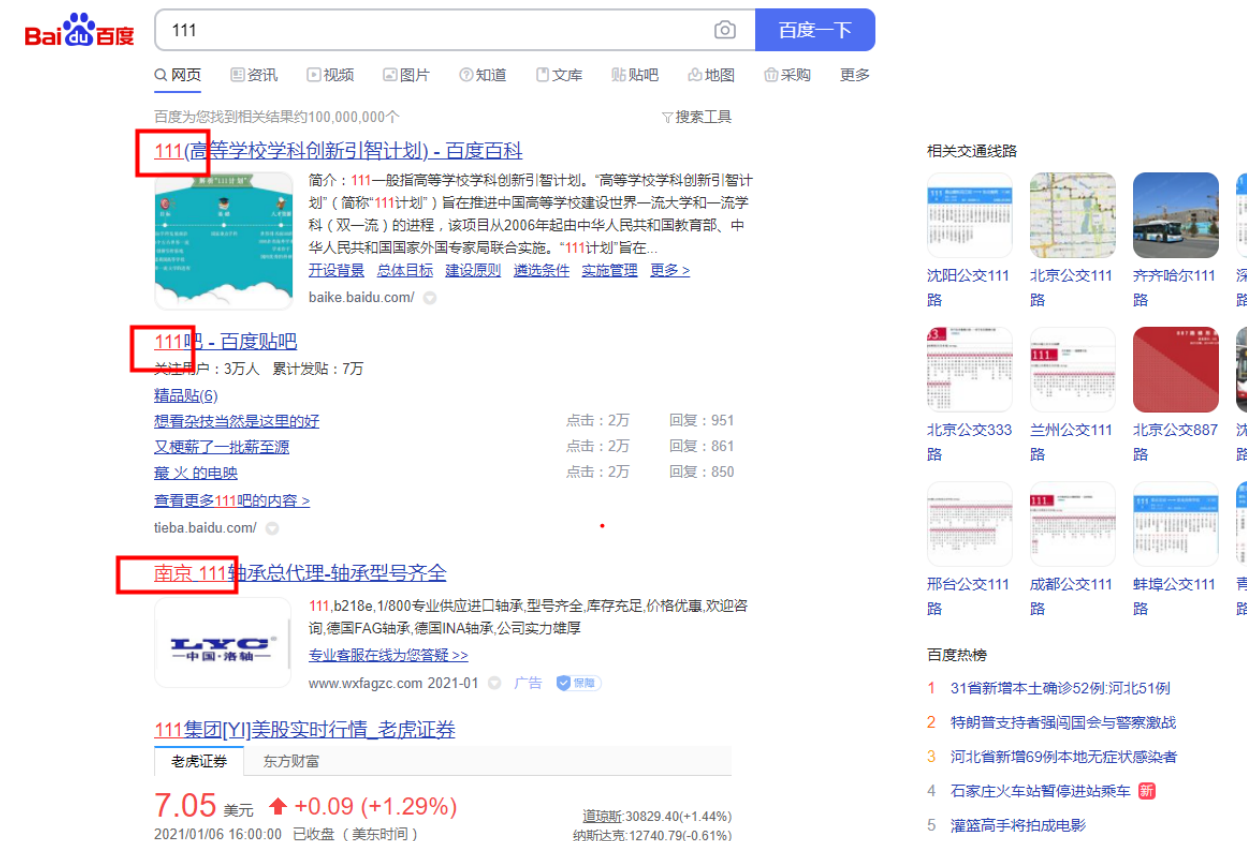 Bai du 百度
111
百度一下
网页 资讯 视频 图片 知道 文库 贴吧 地图 采购 更多
百度为您找到相关结果约100,000,000个
搜索工具
111(高等学校学科创新引智计划) - 百度百科
简介：111一般指高等学校学科创新引智计划。“高等学校学科创新引智计
划”（简称“111计划”）旨在推进中国高等学校建设世界一流大学和一流学
科（双一流）的进程，该项目从2006年起由中华人民共和国教育部、中
华人民共和国国家外国专家局联合实施。“111计划”旨在...
开设背景 总体目标 建设原则 遴选条件 实施管理 更多 >
baike.baidu.com/
111吧 - 百度贴吧
关注用户：3万人 累计发贴：7万
精品贴(6)
想看杂技当然是这里的好 点击：2万 回复：951
又梗薪了一批薪至源 点击：2万 回复：861
蕞 火 的电映 点击：2万 回复：850
查看更多111吧的内容 >
tieba.baidu.com/
南京_111轴承总代理-轴承型号齐全
111,b218e,1/800专业供应进口轴承,型号齐全,库存充足,价格优惠,欢迎咨
询,德国FAG轴承,德国INA轴承,公司实力雄厚
LYC
中国·洛轴
专业客服在线为您答疑 >>
www.wxfagzc.com 2021-01 广告 保障
111集团[YI]美股实时行情_老虎证券
老虎证券 东方财富
7.05 美元 +0.09 (+1.29%)
2021/01/06 16:00:00 已收盘 （美东时间）
道琼斯:30829.40(+1.44%)
纳斯达克:12740.79(-0.61%)
相关交通线路
沈阳公交111
路
北京公交111
路
齐齐哈尔111
路
北京公交333
路
兰州公交111
路
北京公交887
路
邢台公交111
路
成都公交111
路
蚌埠公交111
路
百度热榜
1 31省新增本土确诊52例:河北51例
2 特朗普支持者强闯国会与警察激战
3 河北省新增69例本地无症状感染者
4 石家庄火车站暂停进站乘车 新
5 灌篮高手将拍成电影